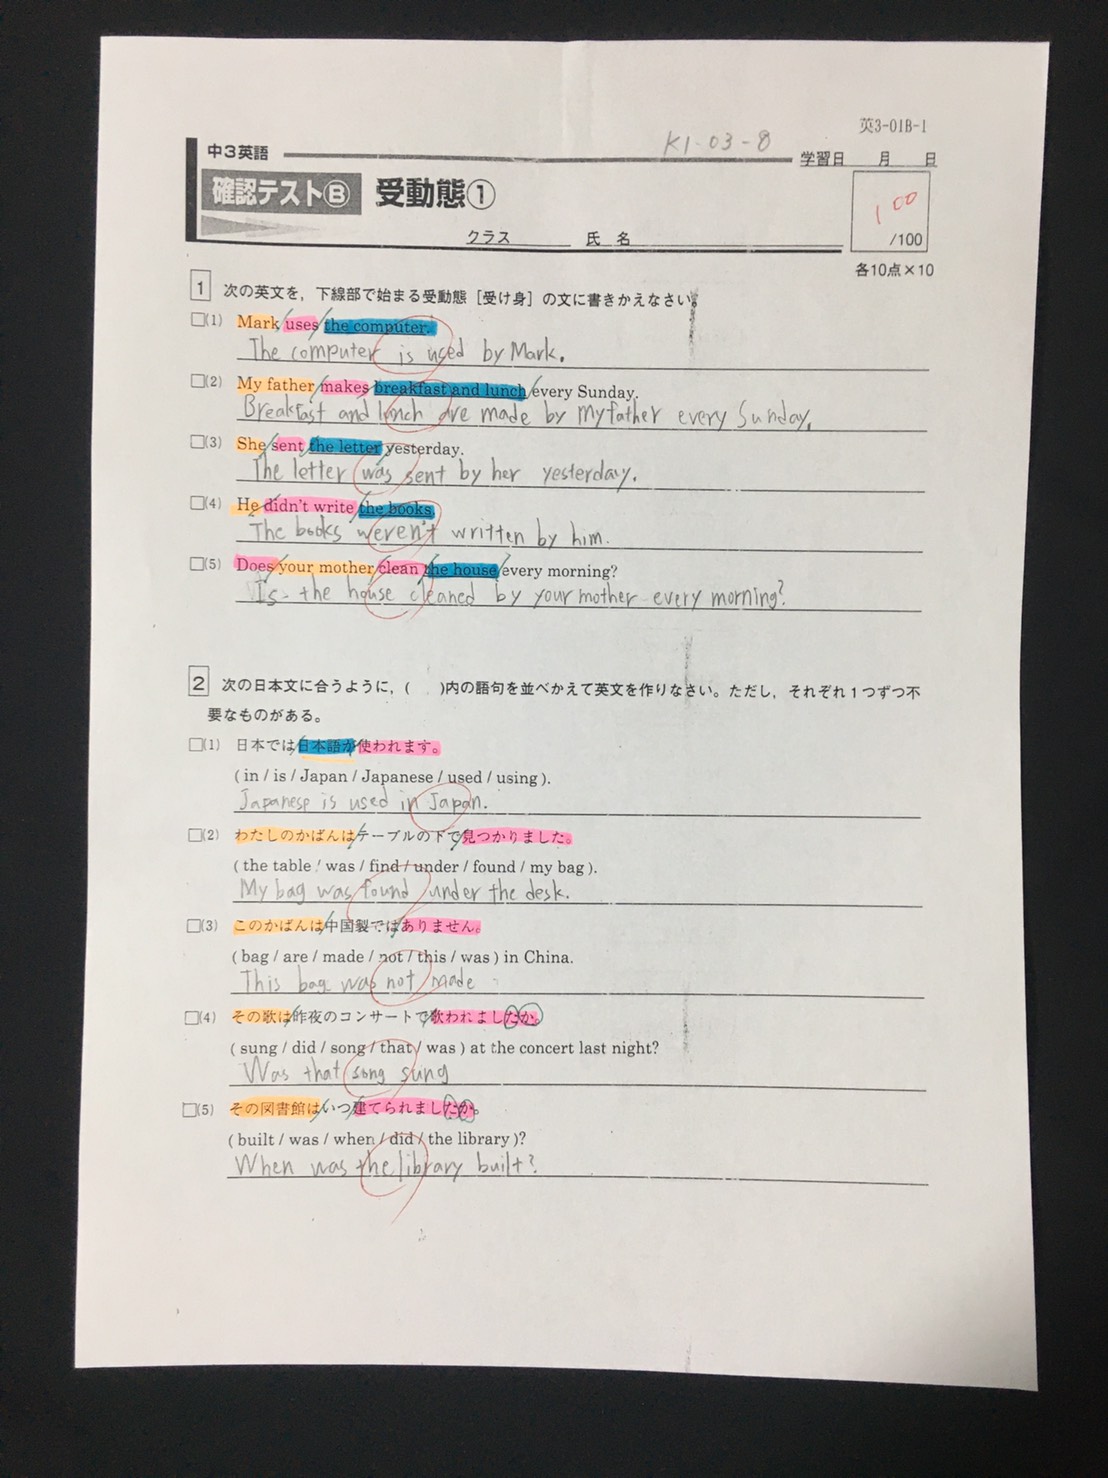 英3-01B-1
K1-03-8
中3英語
学習日 月 日
確認テストⒷ 受動態①
100
/100
クラス 氏 名
各10点×10
1 次の英文を，下線部で始まる受動態［受け身］の文に書きかえなさい。
□(1) Mark uses the computer.
The computer is used by Mark.
□(2) My father makes breakfast and lunch every Sunday.
Breakfast and lunch are made by my father every Sunday.
□(3) She sent the letter yesterday.
The letter was sent by her yesterday.
□(4) He didn't write the books.
The books weren't written by him.
□(5) Does your mother clean the house every morning?
Is the house cleaned by your mother every morning?
2 次の日本文に合うように，( )内の語句を並べかえて英文を作りなさい。ただし，それぞれ１つずつ不
要なものがある。
□(1) 日本では日本語が使われます。
( in / is / Japan / Japanese / used / using ).
Japanese is used in Japan.
□(2) わたしのかばんはテーブルの下で見つかりました。
( the table / was / find / under / found / my bag ).
My bag was found under the desk.
□(3) このかばんは中国製ではありません。
( bag / are / made / not / this / was ) in China.
This bag was not made
□(4) その歌は昨夜のコンサートで歌われましたか。
( sung / did / song / that / was ) at the concert last night?
Was that song sung
□(5) その図書館はいつ建てられましたか。
( built / was / when / did / the library )?
When was the library built?